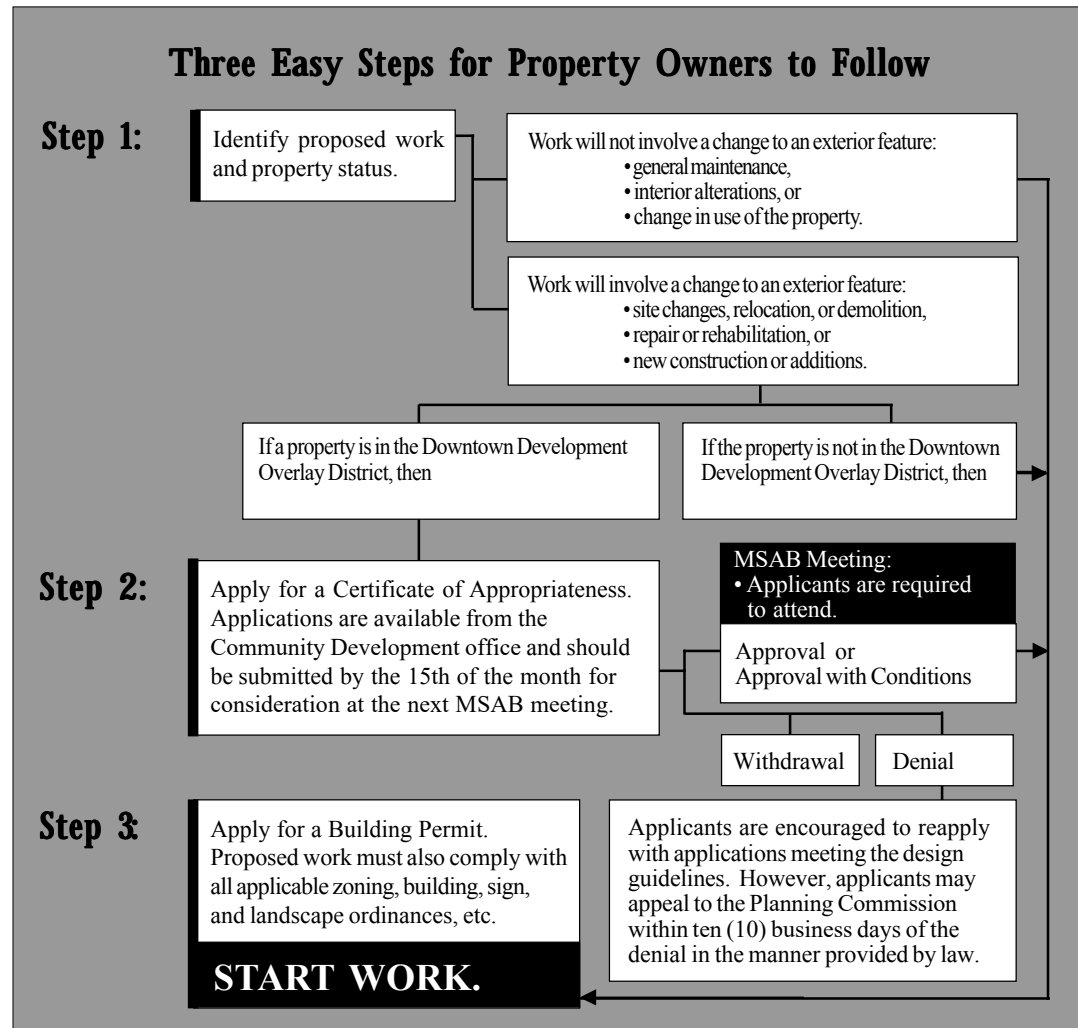 Three Easy Steps for Property Owners to Follow
Step 1:
Identify proposed work
and property status.
Work will not involve a change to an exterior feature:
• general maintenance,
• interior alterations, or
• change in use of the property.
Work will involve a change to an exterior feature:
• site changes, relocation, or demolition,
• repair or rehabilitation, or
• new construction or additions.
If a property is in the Downtown Development
Overlay District, then
If the property is not in the Downtown
Development Overlay District, then
Step 2:
Apply for a Certificate of Appropriateness.
Applications are available from the
Community Development office and should
be submitted by the 15th of the month for
consideration at the next MSAB meeting.
MSAB Meeting:
• Applicants are required
to attend.
Approval or
Approval with Conditions
Withdrawal
Denial
Step 3:
Apply for a Building Permit.
Proposed work must also comply with
all applicable zoning, building, sign,
and landscape ordinances, etc.
START WORK.
Applicants are encouraged to reapply
with applications meeting the design
guidelines. However, applicants may
appeal to the Planning Commission
within ten (10) business days of the
denial in the manner provided by law.